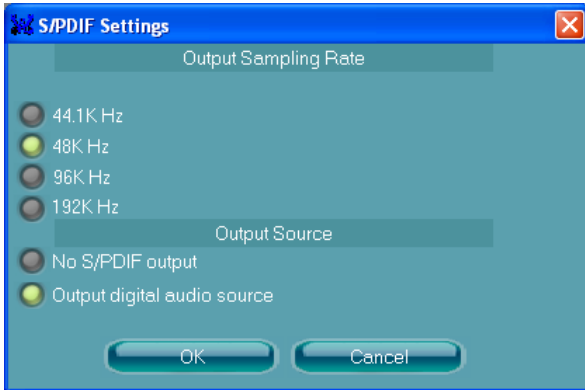 S/PDIF Settings
Output Sampling Rate
44.1K Hz
48K Hz
96K Hz
192K Hz
Output Source
No S/PDIF output
Output digital audio source
OK
Cancel